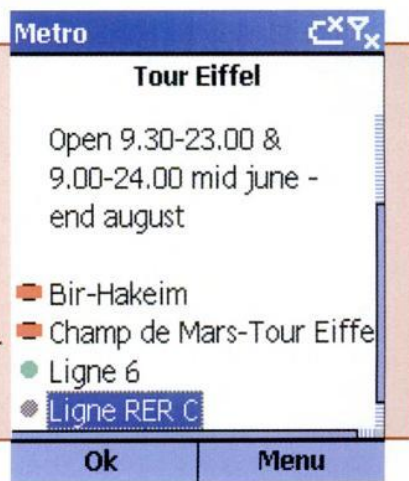 Metro
Tour Eiffel
Open 9.30-23.00 &
9.00-24.00 mid june -
end august
Bir-Hakeim
Champ de Mars-Tour Eiffe
Ligne 6
Ligne RER C
Ok Menu